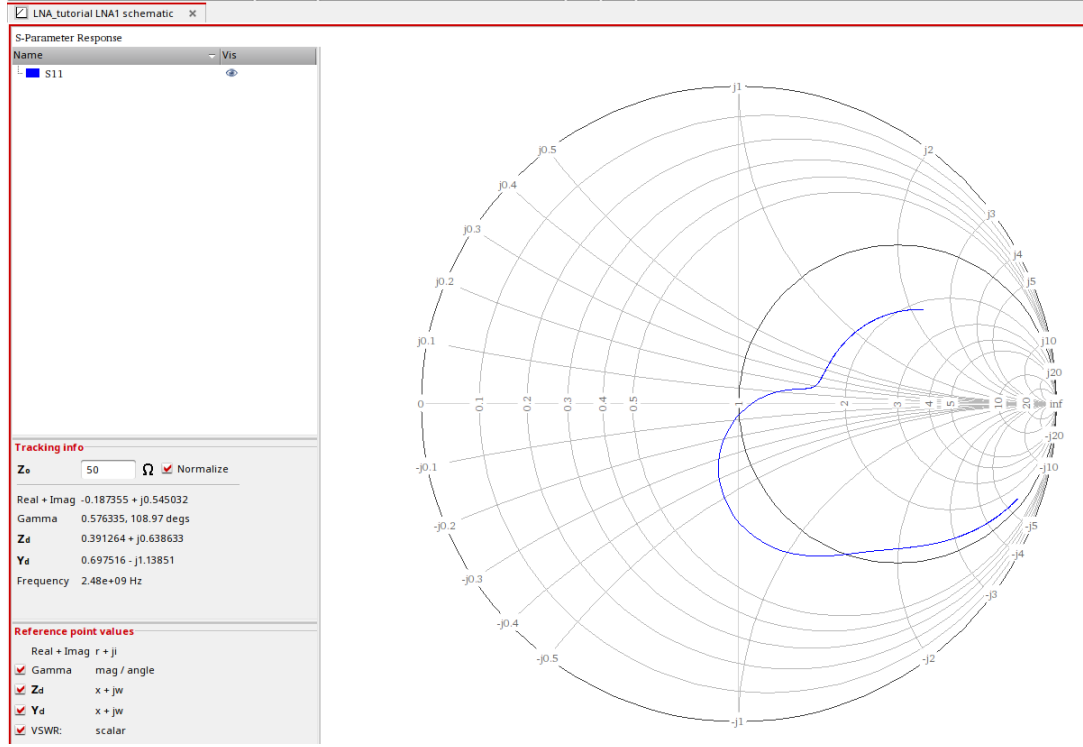 LNA_tutorial LNA1 schematic ×
S-Parameter Response
Name Vis
S11
Tracking info
Z₀ 50 Ω Normalize
Real + Imag -0.187355 + j0.545032
Gamma 0.576335, 108.97 degs
Zd 0.391264 + j0.638633
Yd 0.697516 - j1.13851
Frequency 2.48e+09 Hz
Reference point values
Real + Imag r + ji
Gamma mag / angle
Zd x + jw
Yd x + jw
VSWR: scalar
j1
j0.5
j2
j0.4
j3
j0.3
j4
j0.2
j5
j0.1
j10
j20
0
0.1
0.2
0.3
0.4
0.5
1
2
3
4
5
10
20
inf
-j20
-j0.1
-j10
-j0.2
-j5
-j4
-j0.3
-j3
-j0.4
-j0.5
-j2
-j1